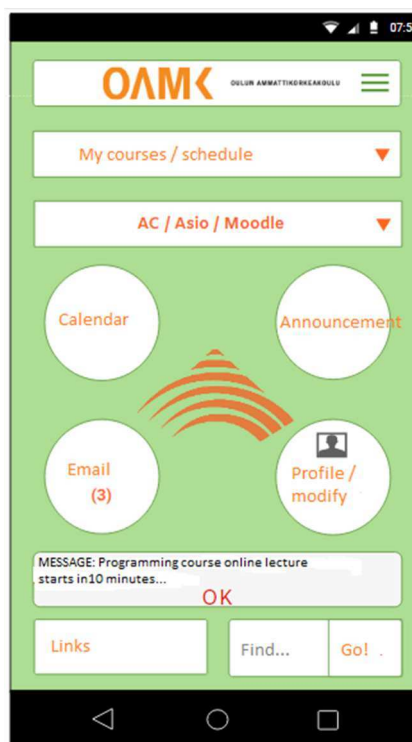 07:5
OAMK OULUN AMMATTIKORKEAKOULU
My courses / schedule
AC / Asio / Moodle
Calendar
Announcement
Email
(3)
Profile /
modify
MESSAGE: Programming course online lecture
starts in10 minutes...
OK
Links
Find...
Go! .